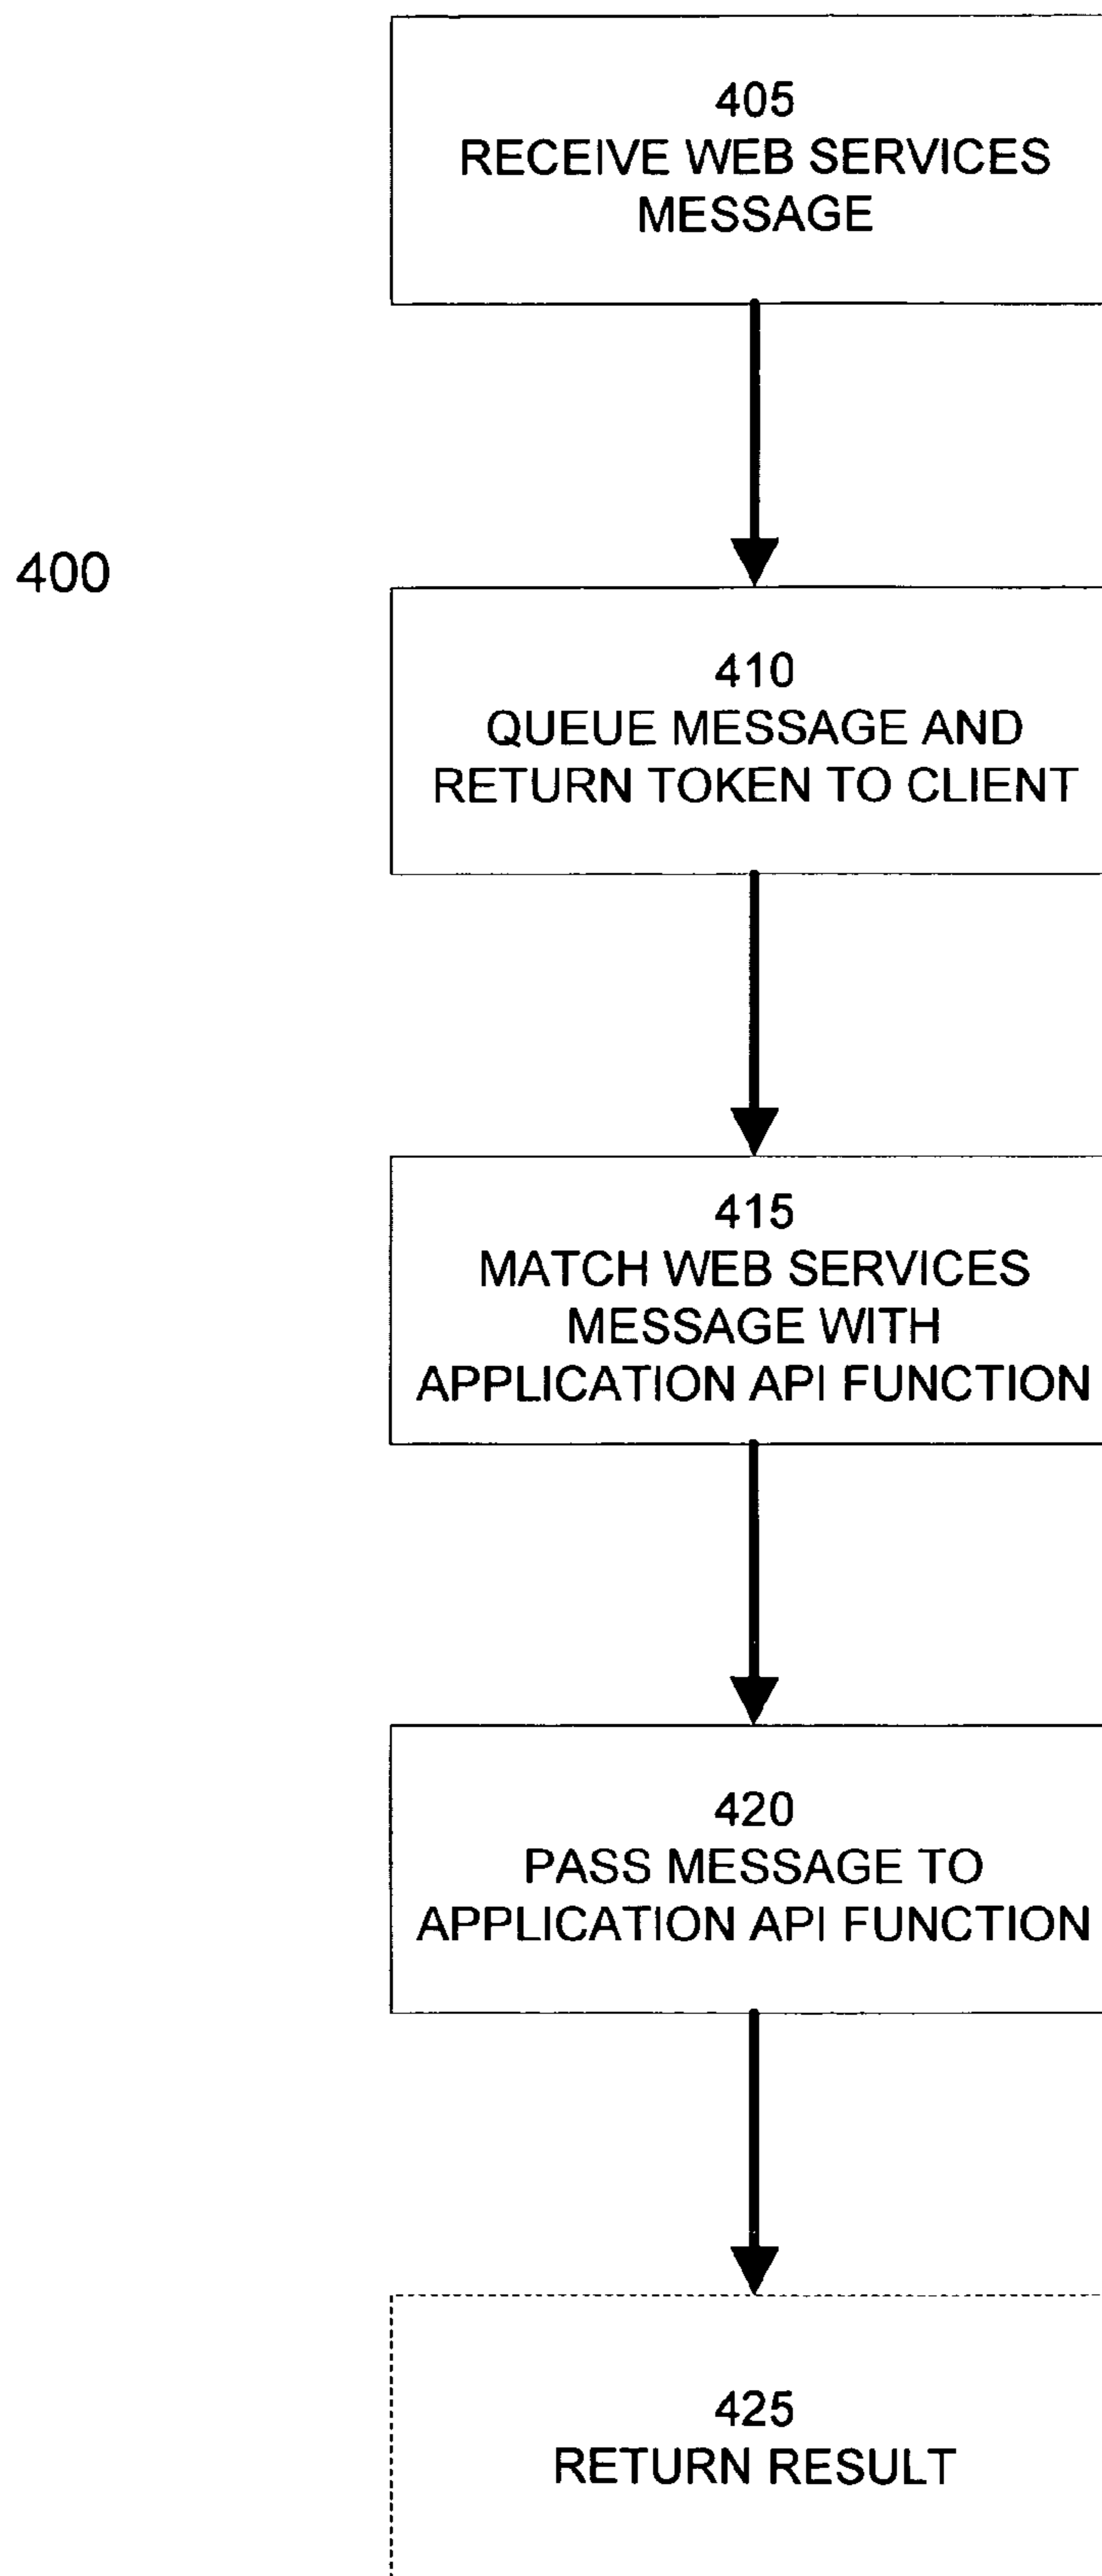 405
RECEIVE WEB SERVICES
MESSAGE
400
410
QUEUE MESSAGE AND
RETURN TOKEN TO CLIENT
415
MATCH WEB SERVICES
MESSAGE WITH
APPLICATION API FUNCTION
420
PASS MESSAGE TO
APPLICATION API FUNCTION
425
RETURN RESULT